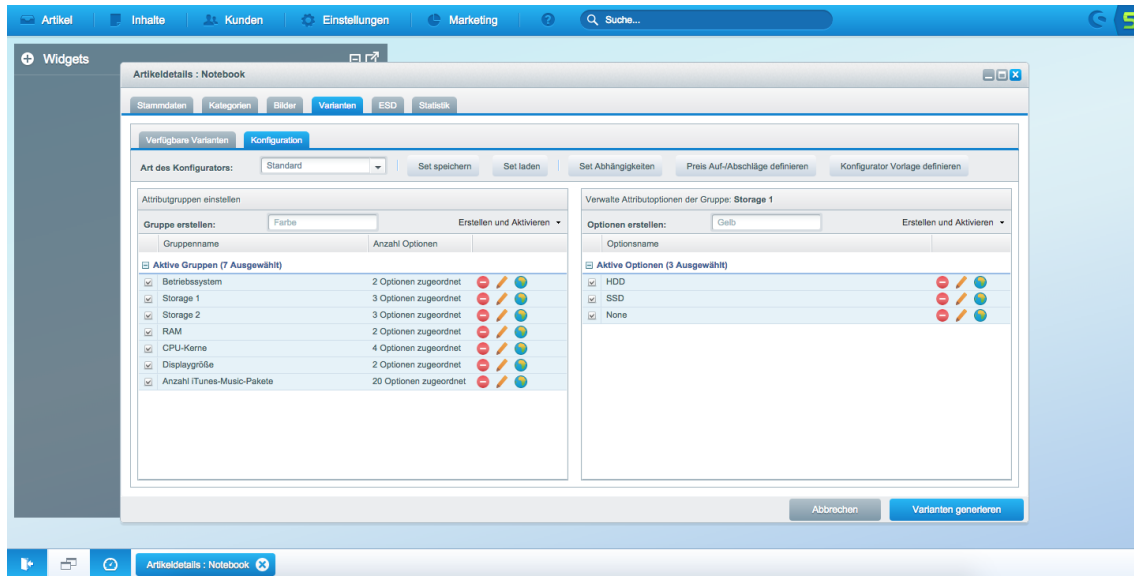 Artikel Inhalte Kunden Einstellungen Marketing ? Suche...
Widgets
Artikeldetails : Notebook
Stammdaten Kategorien Bilder Varianten ESD Statistik
Verfügbare Varianten Konfiguration
Art des Konfigurators: Standard Set speichern Set laden Set Abhängigkeiten Preis Auf-/Abschläge definieren Konfigurator Vorlage definieren
Attributgruppen einstellen
Gruppe erstellen: Farbe Erstellen und Aktivieren
Gruppenname Anzahl Optionen
Aktive Gruppen (7 Ausgewählt)
Betriebssystem 2 Optionen zugeordnet
Storage 1 3 Optionen zugeordnet
Storage 2 3 Optionen zugeordnet
RAM 2 Optionen zugeordnet
CPU-Kerne 4 Optionen zugeordnet
Displaygröße 2 Optionen zugeordnet
Anzahl iTunes-Music-Pakete 20 Optionen zugeordnet
Verwalte Attributoptionen der Gruppe: Storage 1
Optionen erstellen: Gelb Erstellen und Aktivieren
Optionsname
Aktive Optionen (3 Ausgewählt)
HDD
SSD
None
Abbrechen Varianten generieren
Artikeldetails : Notebook